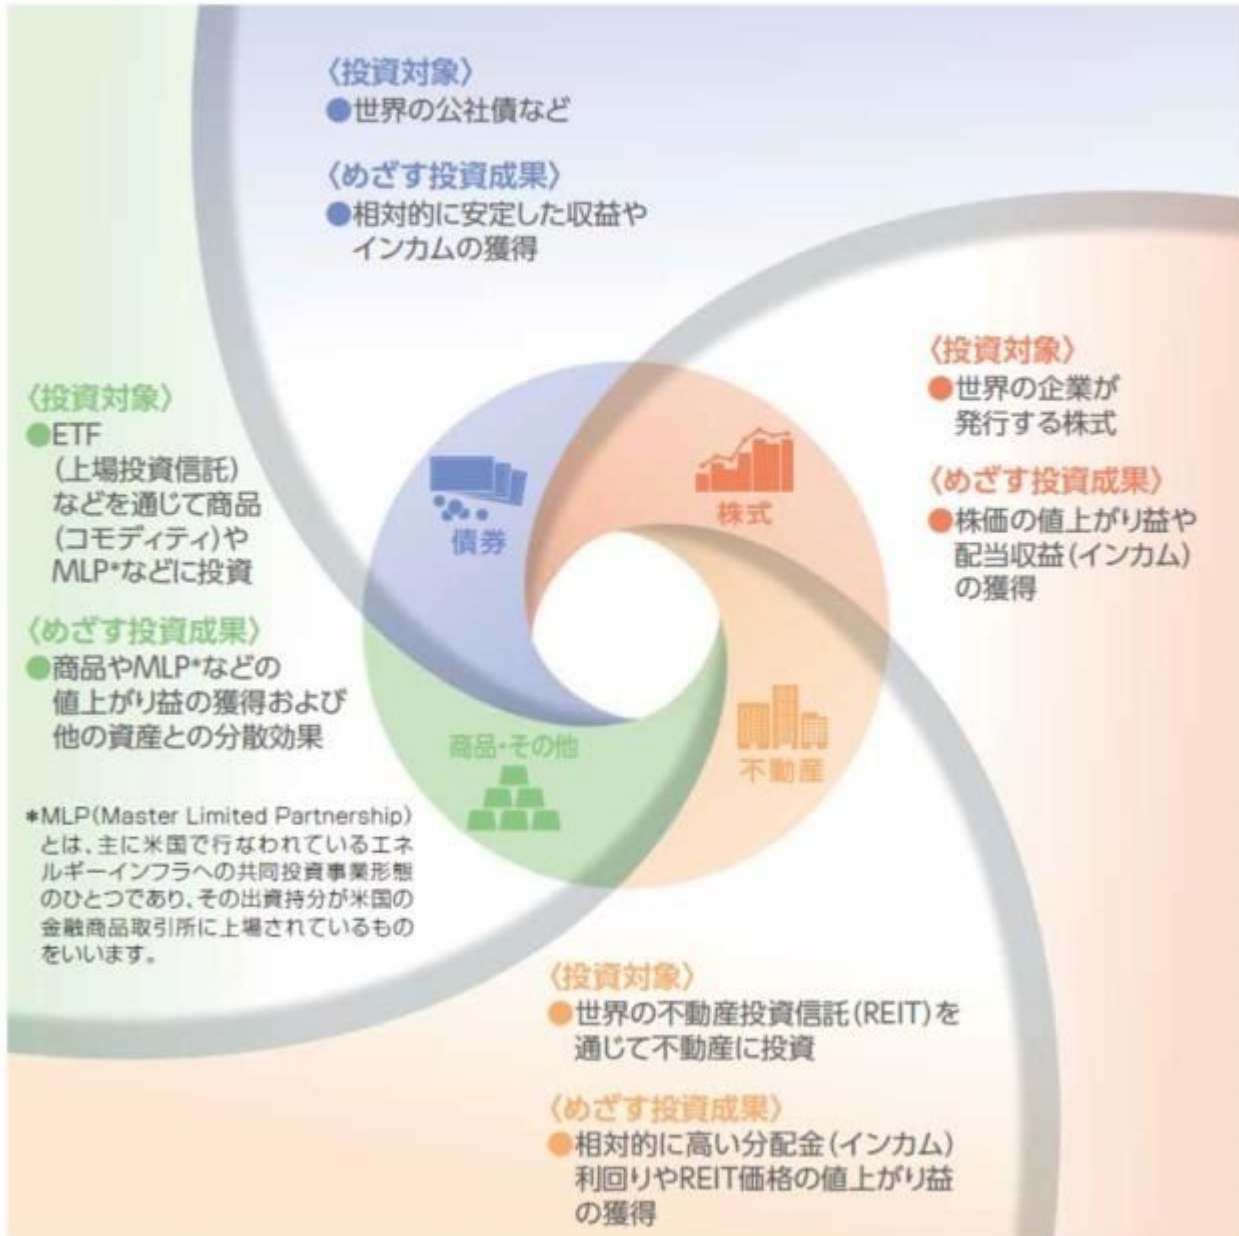 〈投資対象〉
●世界の公社債など
〈めざす投資成果〉
●相対的に安定した収益や
インカムの獲得
〈投資対象〉
●世界の企業が
発行する株式
〈めざす投資成果〉
●株価の値上がり益や
配当収益(インカム)
の獲得
〈投資対象〉
●ETF
(上場投資信託)
などを通じて商品
(コモディティ)や
MLP*などに投資
〈めざす投資成果〉
●商品やMLP*などの
値上がり益の獲得および
他の資産との分散効果
*MLP(Master Limited Partnership)
とは、主に米国で行なわれているエネ
ルギーインフラへの共同投資事業形態
のひとつであり、その出資持分が米国の
金融商品取引所に上場されているもの
をいいます。
債券
株式
商品・その他
不動産
〈投資対象〉
●世界の不動産投資信託(REIT)を
通じて不動産に投資
〈めざす投資成果〉
●相対的に高い分配金(インカム)
利回りやREIT価格の値上がり益
の獲得